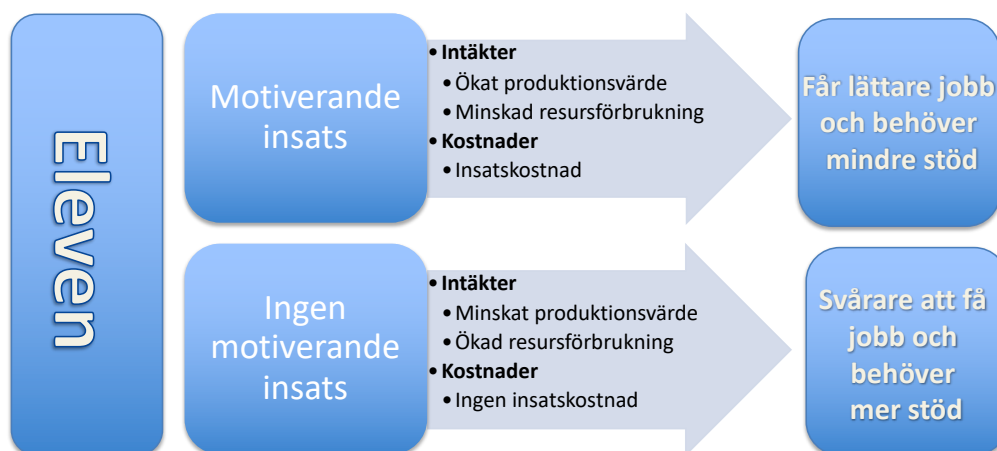 Eleven
Motiverande
insats
• Intäkter
• Ökat produktionsvärde
• Minskad resursförbrukning
• Kostnader
• Insatskostnad
Får lättare jobb
och behöver
mindre stöd
Ingen
motiverande
insats
• Intäkter
• Minskat produktionsvärde
• Ökad resursförbrukning
• Kostnader
• Ingen insatskostnad
Svårare att få
jobb och
behöver
mer stöd